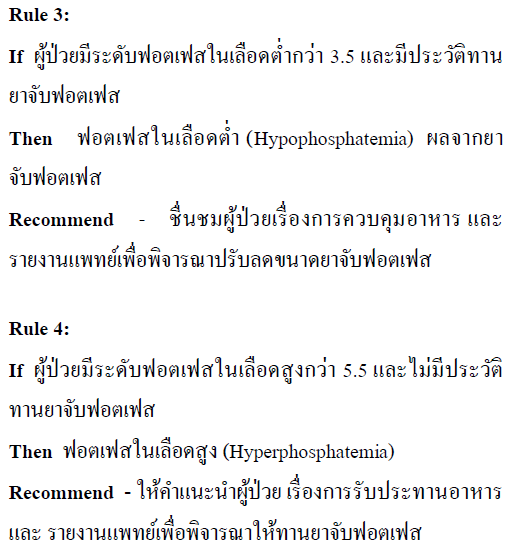 Rule 3:
If ผู้ป่วยมีระดับฟอตเฟสในเลือดต่ำกว่า 3.5 และมีประวัติทาน
ยาจับฟอตเฟส
Then ฟอตเฟสในเลือดต่ำ (Hypophosphatemia) ผลจากยา
จับฟอตเฟส
Recommend - ชื่นชมผู้ป่วยเรื่องการควบคุมอาหาร และ
รายงานแพทย์เพื่อพิจารณาปรับลดขนาดยาจับฟอตเฟส
Rule 4:
If ผู้ป่วยมีระดับฟอตเฟสในเลือดสูงกว่า 5.5 และไม่มีประวัติ
ทานยาจับฟอตเฟส
Then ฟอตเฟสในเลือดสูง (Hyperphosphatemia)
Recommend - ให้คำแนะนำผู้ป่วย เรื่องการรับประทานอาหาร
และ รายงานแพทย์เพื่อพิจารณาให้ทานยาจับฟอตเฟส